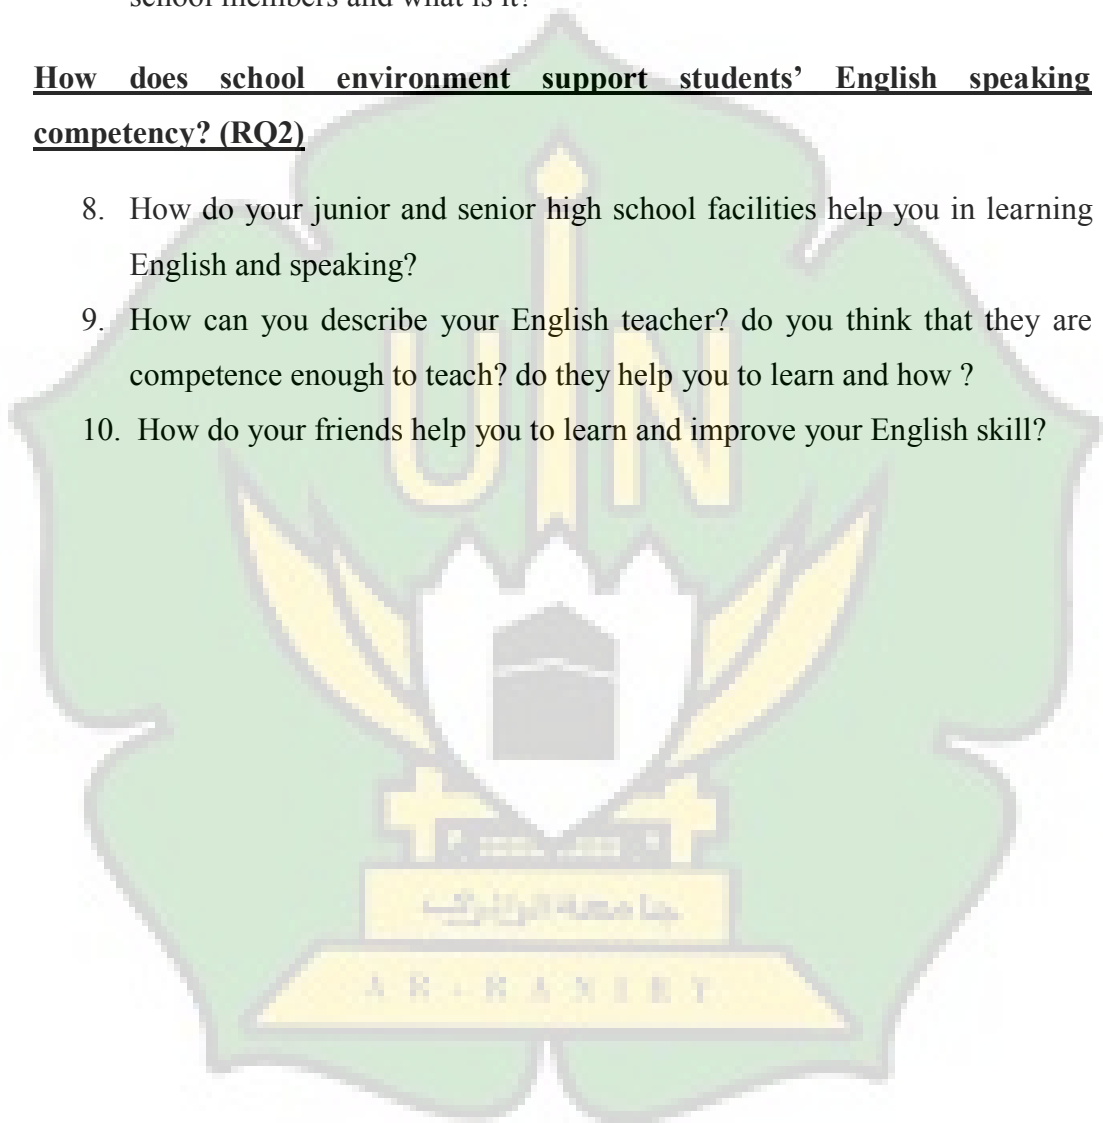 school members and what is it?
How does school environment support students’ English speaking
competency? (RQ2)
8. How do your junior and senior high school facilities help you in learning
English and speaking?
9. How can you describe your English teacher? do you think that they are
competence enough to teach? do they help you to learn and how ?
10. How do your friends help you to learn and improve your English skill?
UIN
جامعة الرانيري
AR-RANIRY